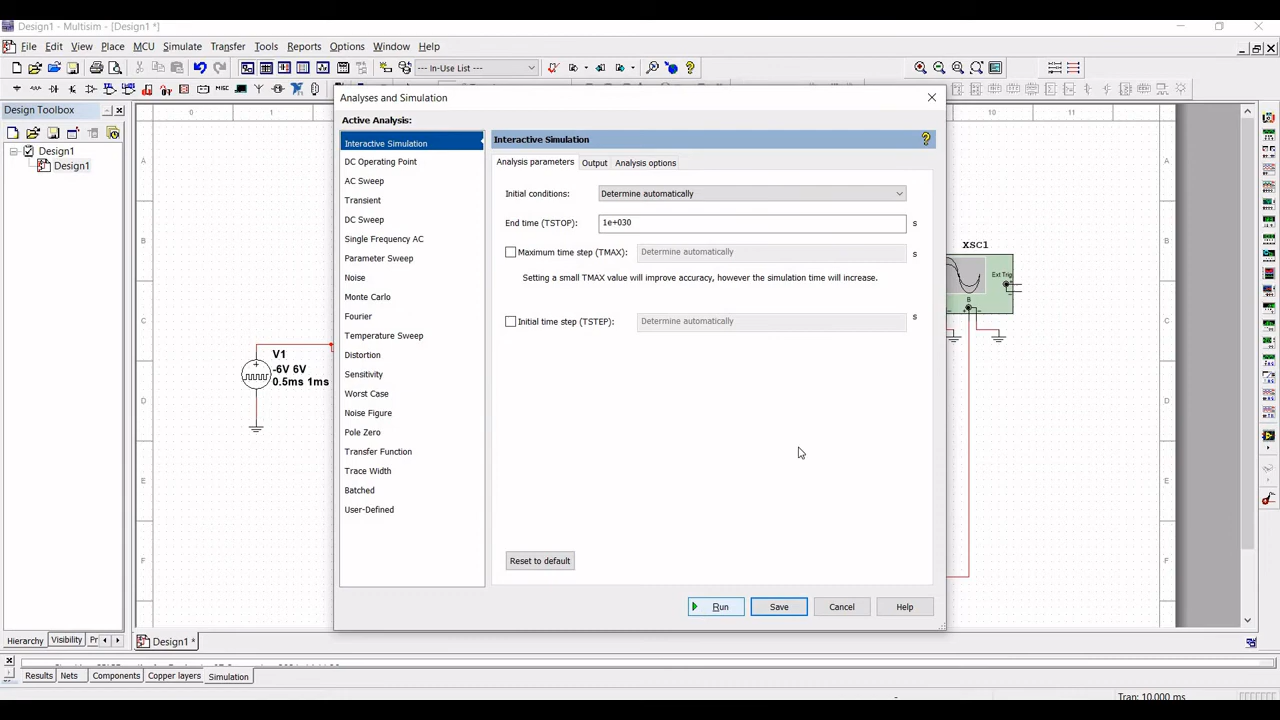 Design1 - Multisim - [Design1 *]
File Edit View Place MCU Simulate Transfer Tools Reports Options Window Help
--- In-Use List ---
Design Toolbox
Design1
Design1
0 1 10 11
A
B
C
D
E
F
A
B
C
D
E
F
V1
-6V 6V
0.5ms 1ms
XSC1
Ext Trig
B
Analyses and Simulation
Active Analysis:
Interactive Simulation
DC Operating Point
AC Sweep
Transient
DC Sweep
Single Frequency AC
Parameter Sweep
Noise
Monte Carlo
Fourier
Temperature Sweep
Distortion
Sensitivity
Worst Case
Noise Figure
Pole Zero
Transfer Function
Trace Width
Batched
User-Defined
Interactive Simulation
Analysis parameters Output Analysis options
Initial conditions: Determine automatically
End time (TSTOP): 1e+030 s
Maximum time step (TMAX): Determine automatically s
Setting a small TMAX value will improve accuracy, however the simulation time will increase.
Initial time step (TSTEP): Determine automatically s
Reset to default
Run Save Cancel Help
Hierarchy Visibility Pr
Design1 *
Results Nets Components Copper layers Simulation
- Tran: 10.000 ms